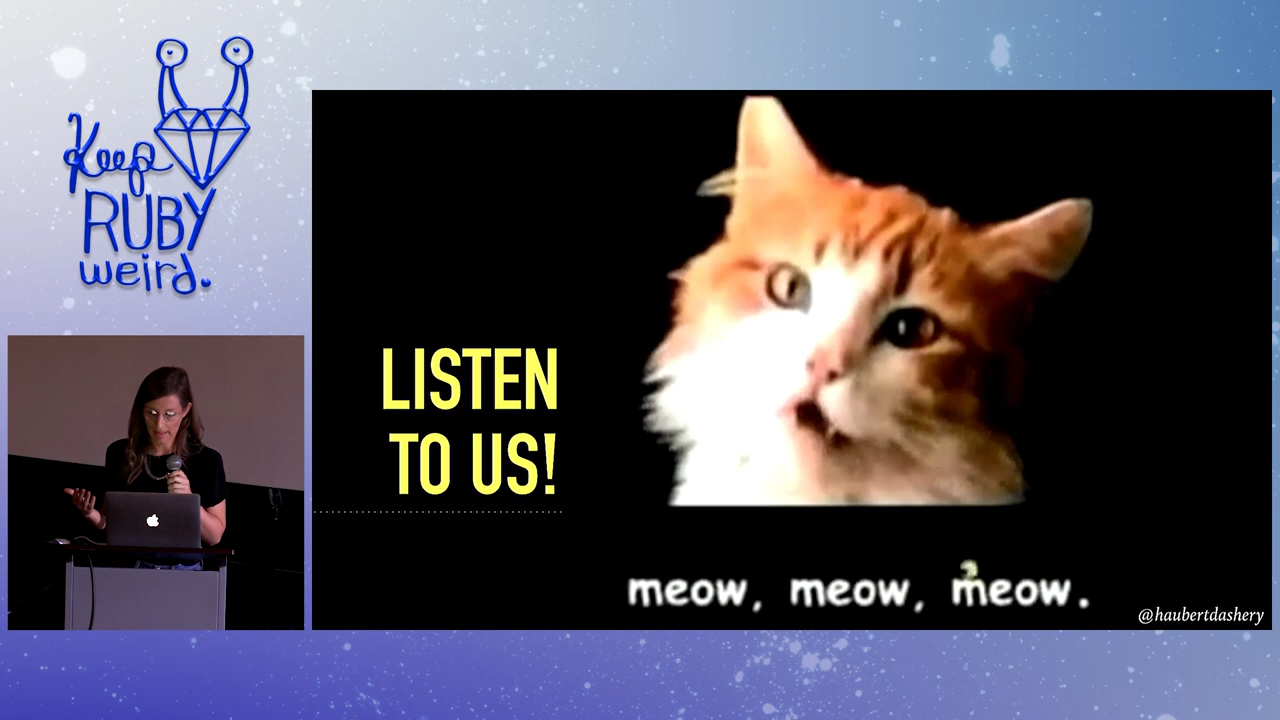 Keep
RUBY
weird.
LISTEN
TO US!
meow, meow, meow.
@haubertdashery